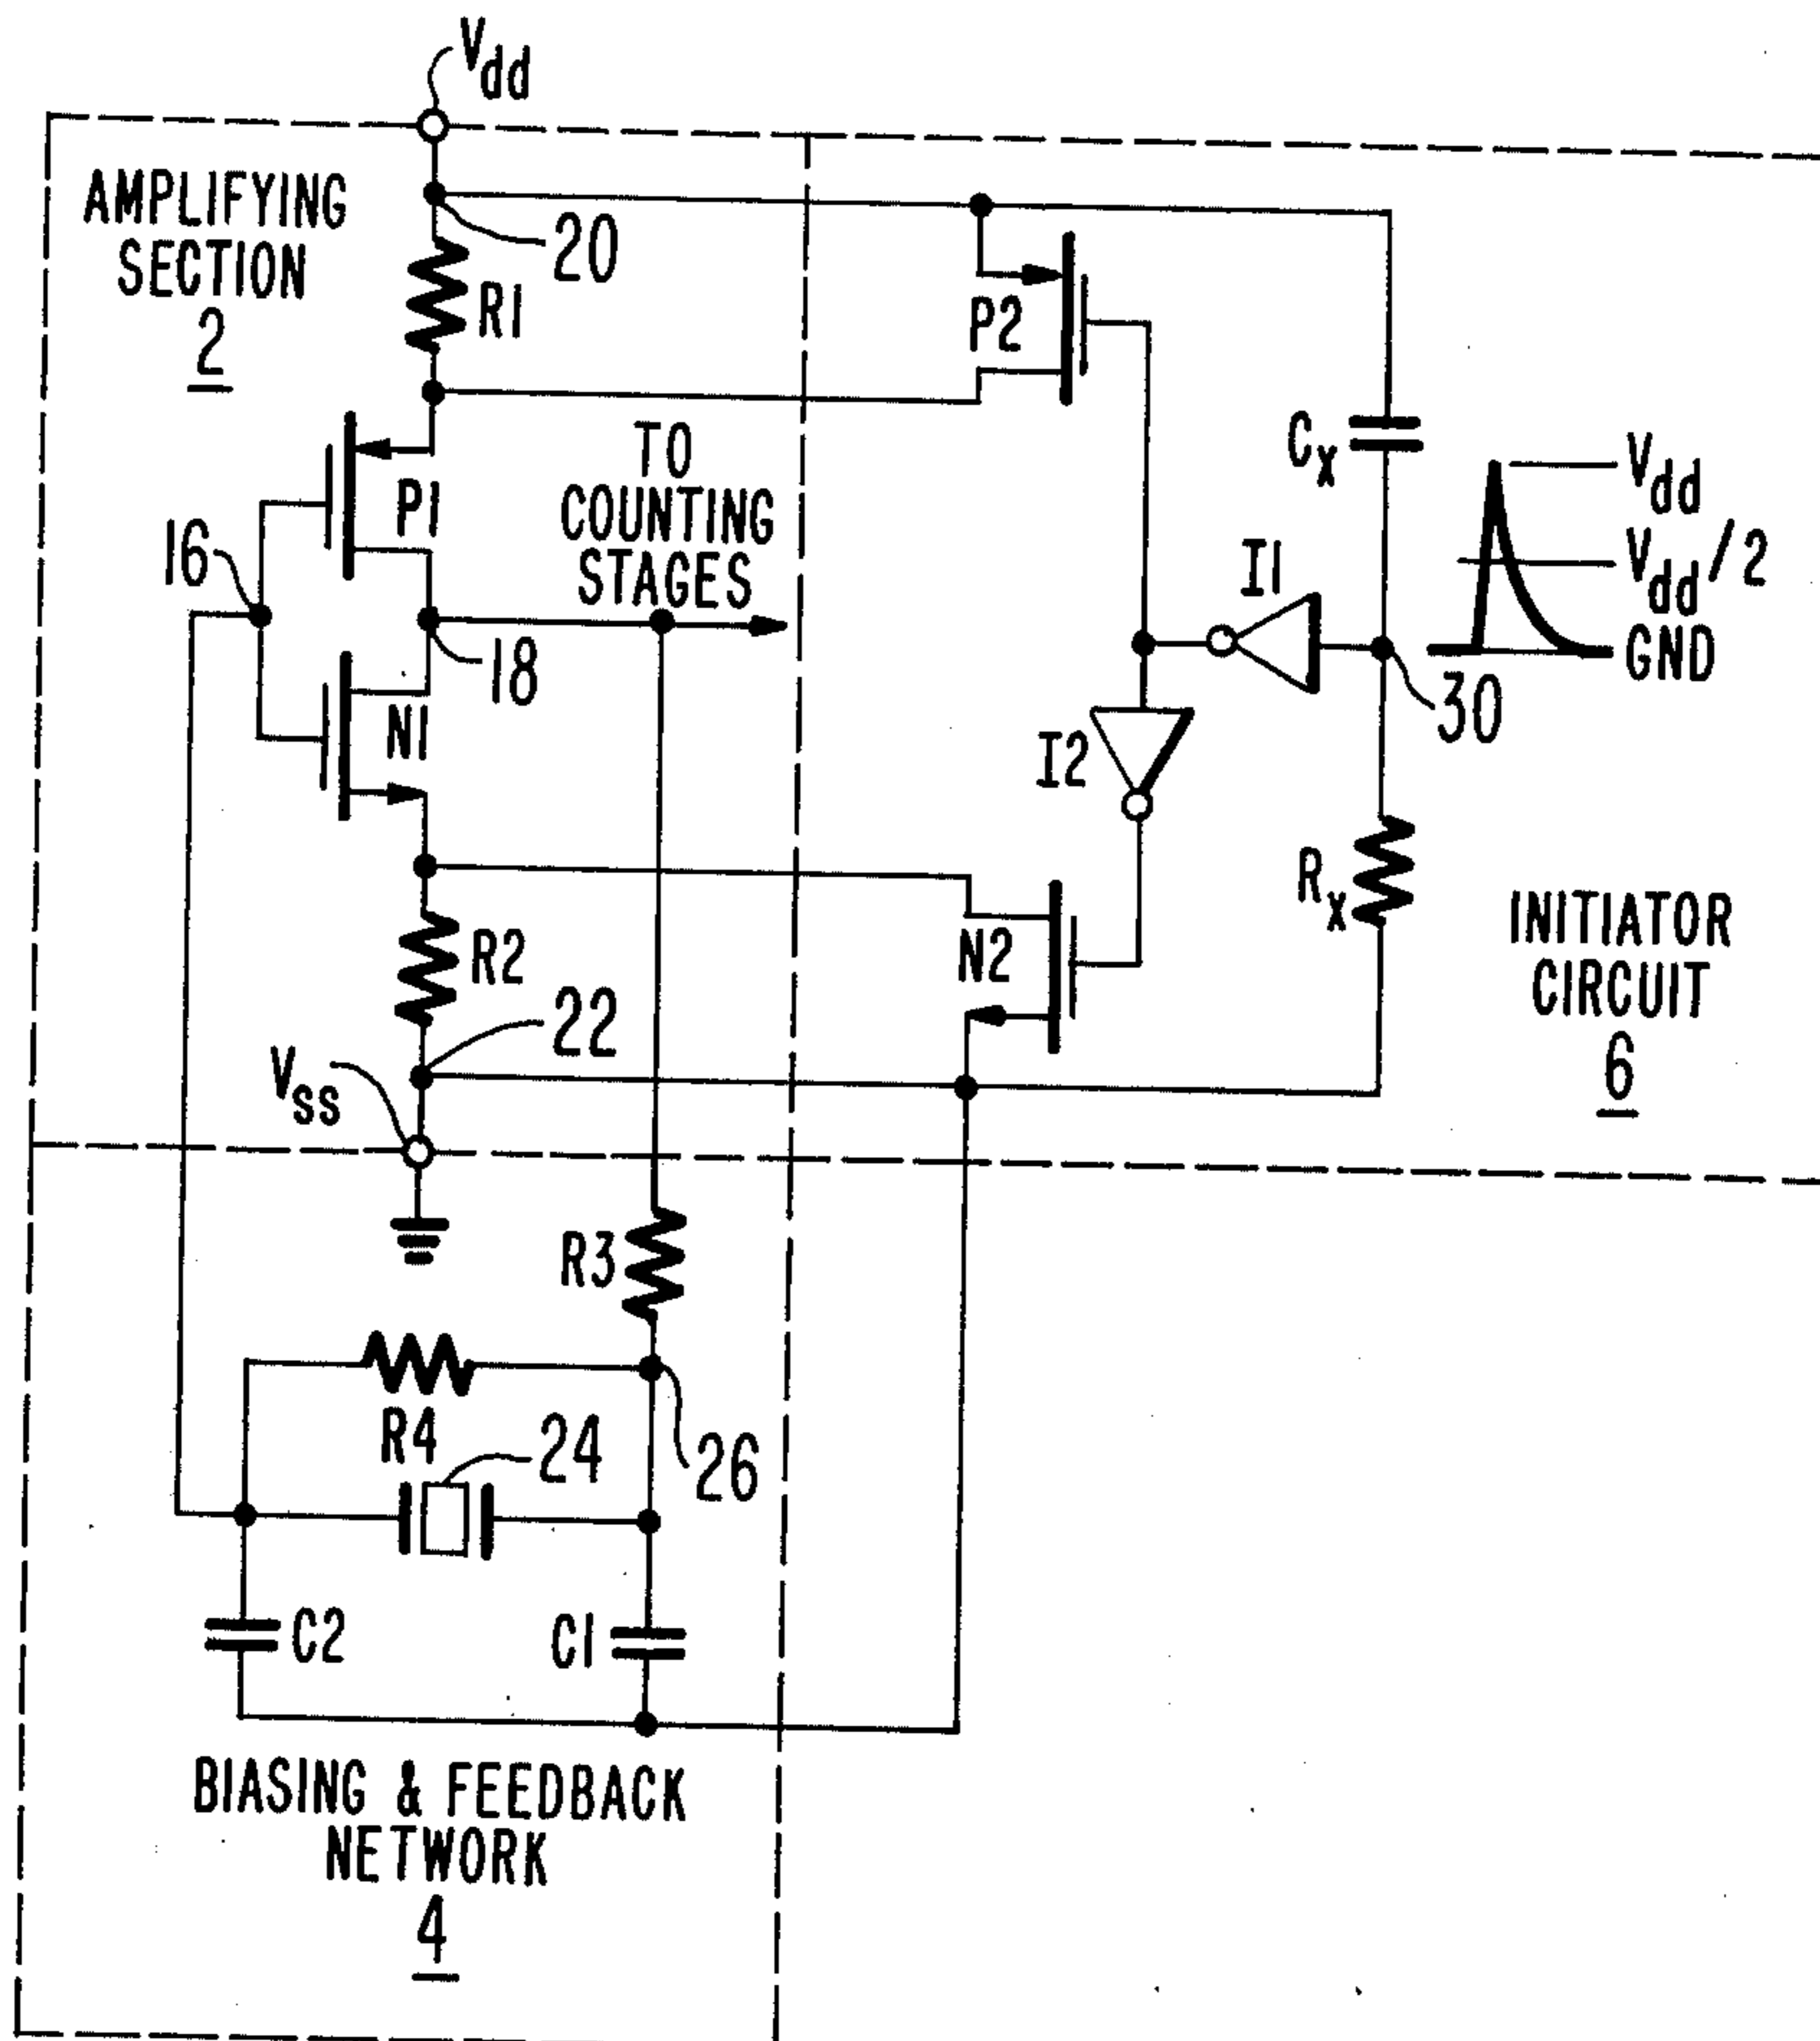 Vdd
AMPLIFYING
SECTION
2
20
R1
P2
P1
TO
COUNTING
STAGES
Cx
Vdd
Vdd/2
GND
16
I1
18
30
N1
I2
Rx
R2
N2
INITIATOR
CIRCUIT
6
22
Vss
R3
R4
24
26
C2
C1
BIASING & FEEDBACK
NETWORK
4